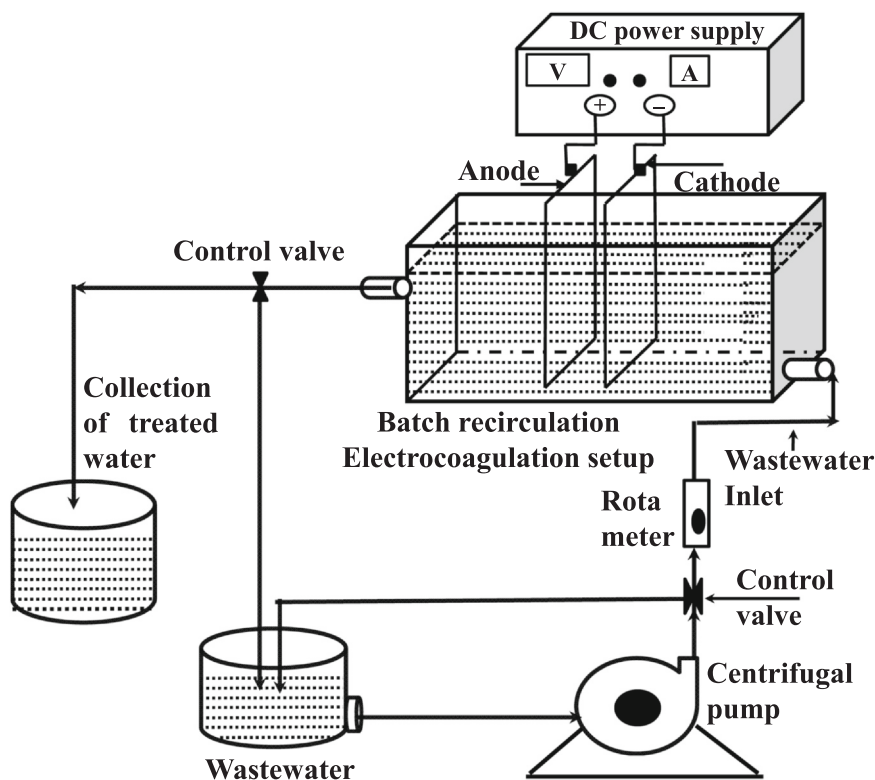 DC power supply
V
A
+
−
Anode
Cathode
Control valve
Collection
of treated
water
Batch recirculation
Electrocoagulation setup
Wastewater
Inlet
Rota
meter
Control
valve
Centrifugal
pump
Wastewater